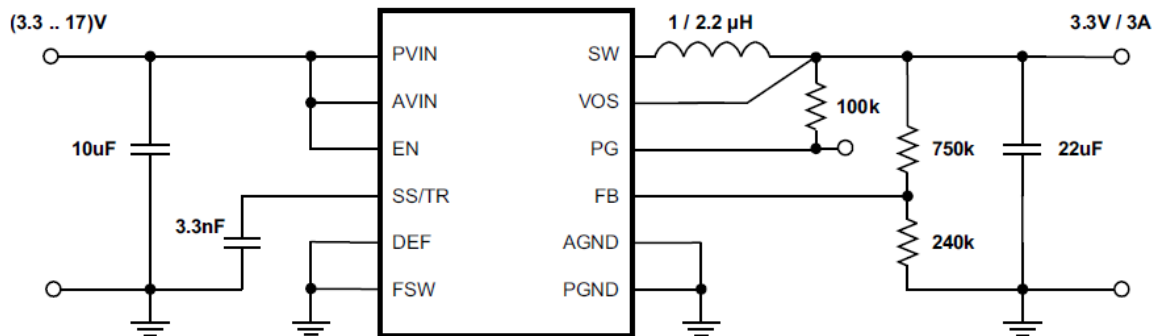 (3.3 .. 17)V
1 / 2.2 µH
3.3V / 3A
PVIN
SW
AVIN
VOS
100k
10uF
EN
PG
750k
22uF
SS/TR
FB
3.3nF
DEF
AGND
240k
FSW
PGND